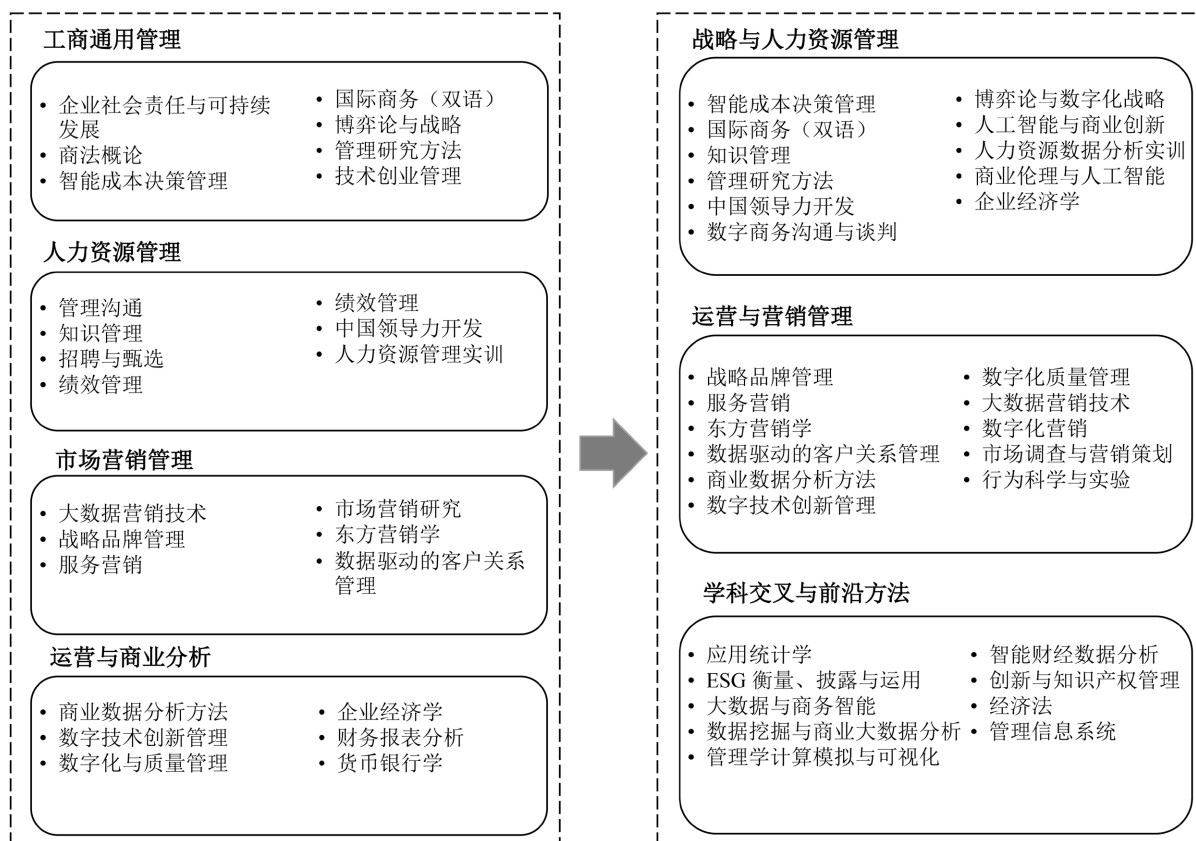 工商通用管理
• 企业社会责任与可持续
发展
• 商法概论
• 智能成本决策管理
• 国际商务（双语）
• 博弈论与战略
• 管理研究方法
• 技术创业管理
人力资源管理
• 管理沟通
• 知识管理
• 招聘与甄选
• 绩效管理
• 绩效管理
• 中国领导力开发
• 人力资源管理实训
市场营销管理
• 大数据营销技术
• 战略品牌管理
• 服务营销
• 市场营销研究
• 东方营销学
• 数据驱动的客户关系
管理
运营与商业分析
• 商业数据分析方法
• 数字技术创新管理
• 数字化与质量管理
• 企业经济学
• 财务报表分析
• 货币银行学
战略与人力资源管理
• 智能成本决策管理
• 国际商务（双语）
• 知识管理
• 管理研究方法
• 中国领导力开发
• 数字商务沟通与谈判
• 博弈论与数字化战略
• 人工智能与商业创新
• 人力资源数据分析实训
• 商业伦理与人工智能
• 企业经济学
运营与营销管理
• 战略品牌管理
• 服务营销
• 东方营销学
• 数据驱动的客户关系管理
• 商业数据分析方法
• 数字技术创新管理
• 数字化质量管理
• 大数据营销技术
• 数字化营销
• 市场调查与营销策划
• 行为科学与实验
学科交叉与前沿方法
• 应用统计学
• ESG 衡量、披露与运用
• 大数据与商务智能
• 数据挖掘与商业大数据分析
• 管理学计算模拟与可视化
• 智能财经数据分析
• 创新与知识产权管理
• 经济法
• 管理信息系统